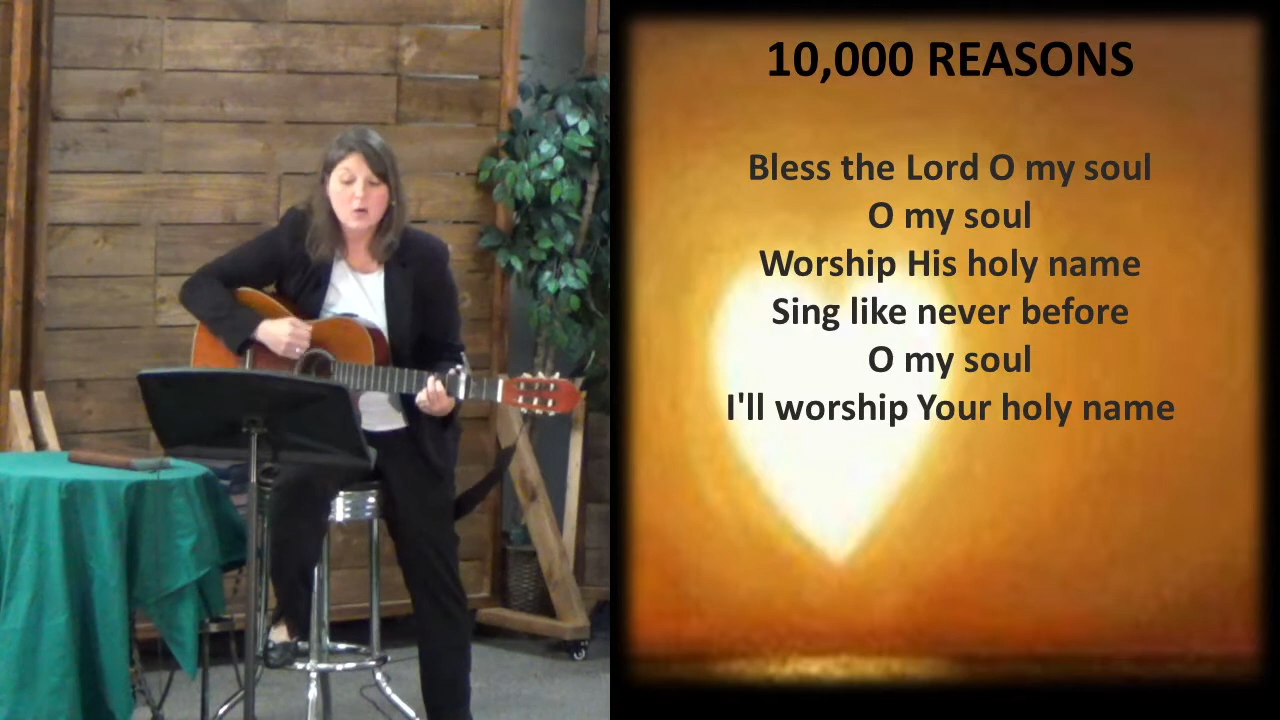 10,000 REASONS
Bless the Lord O my soul
O my soul
Worship His holy name
Sing like never before
O my soul
I'll worship Your holy name